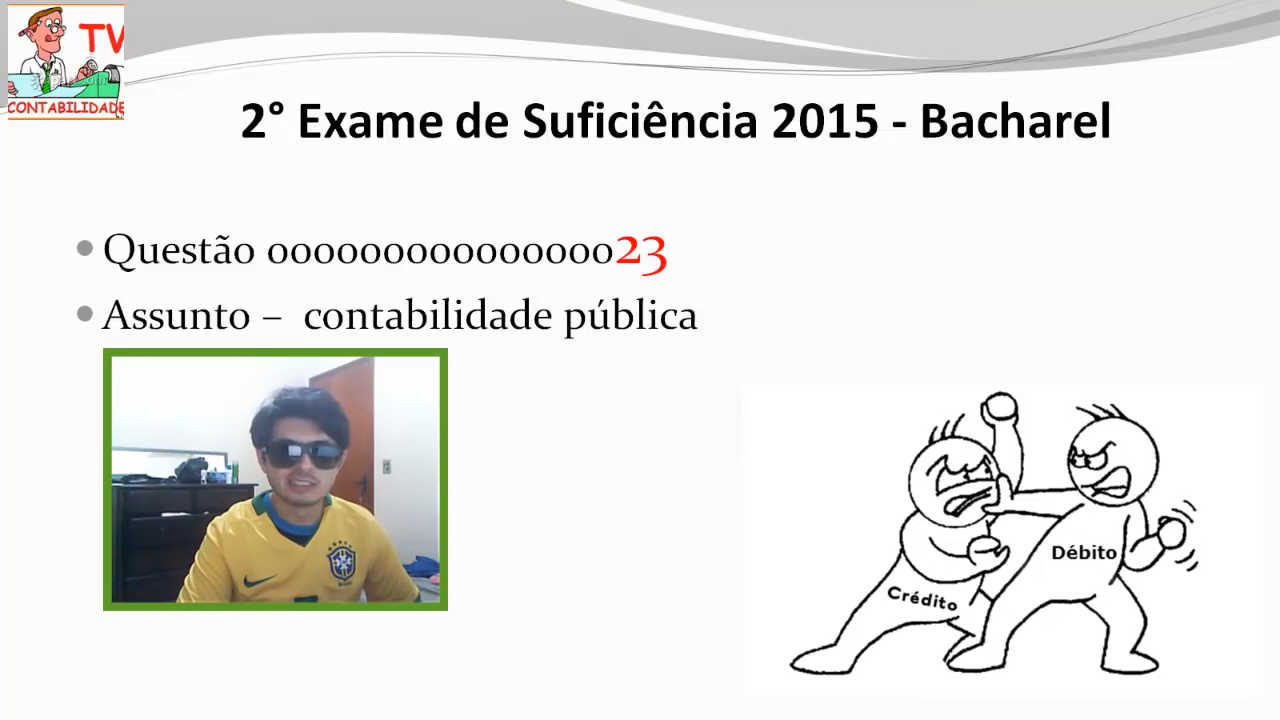 TV
CONTABILIDADE
2° Exame de Suficiência 2015 - Bacharel
Questão ooooooooooooooo23
Assunto – contabilidade pública
Débito
Crédito